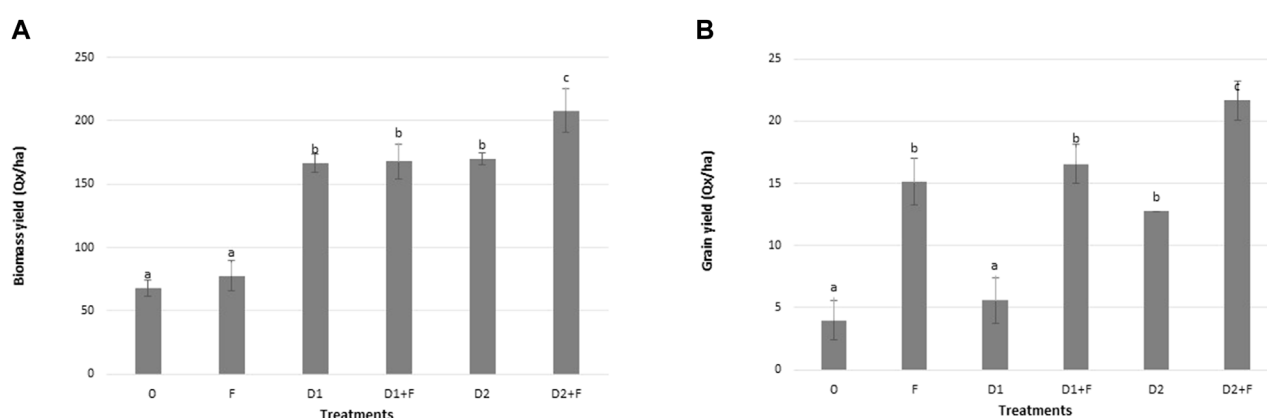 A
250
200
150
100
50
0
Biomass yield (Qx/ha)
a
a
b
b
b
c
O
F
D1
D1+F
D2
D2+F
Treatments
B
25
20
15
10
5
0
Grain yield (Qx/ha)
a
b
a
b
b
c
O
F
D1
D1+F
D2
D2+F
Treatments